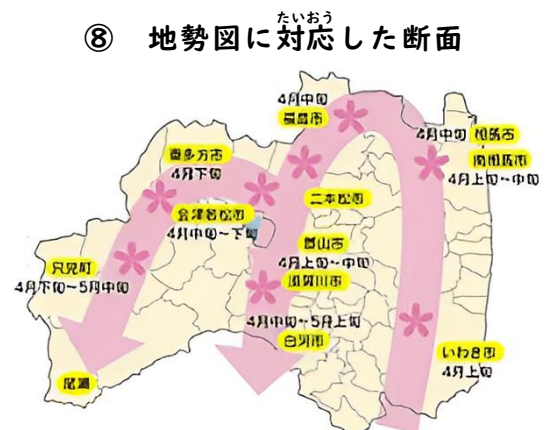 ⑧ 地勢図に対応した断面
たいおう
4月中旬
福島市
4月中旬 相馬市
南相馬市
4月上旬~中旬
喜多方市
4月下旬
二本松市
会津若松市
4月中旬~下旬
郡山市
4月上旬~中旬
只見町
4月下旬~5月中旬
須賀川市
4月中旬~5月上旬
白河市
いわき市
4月上旬
尾瀬